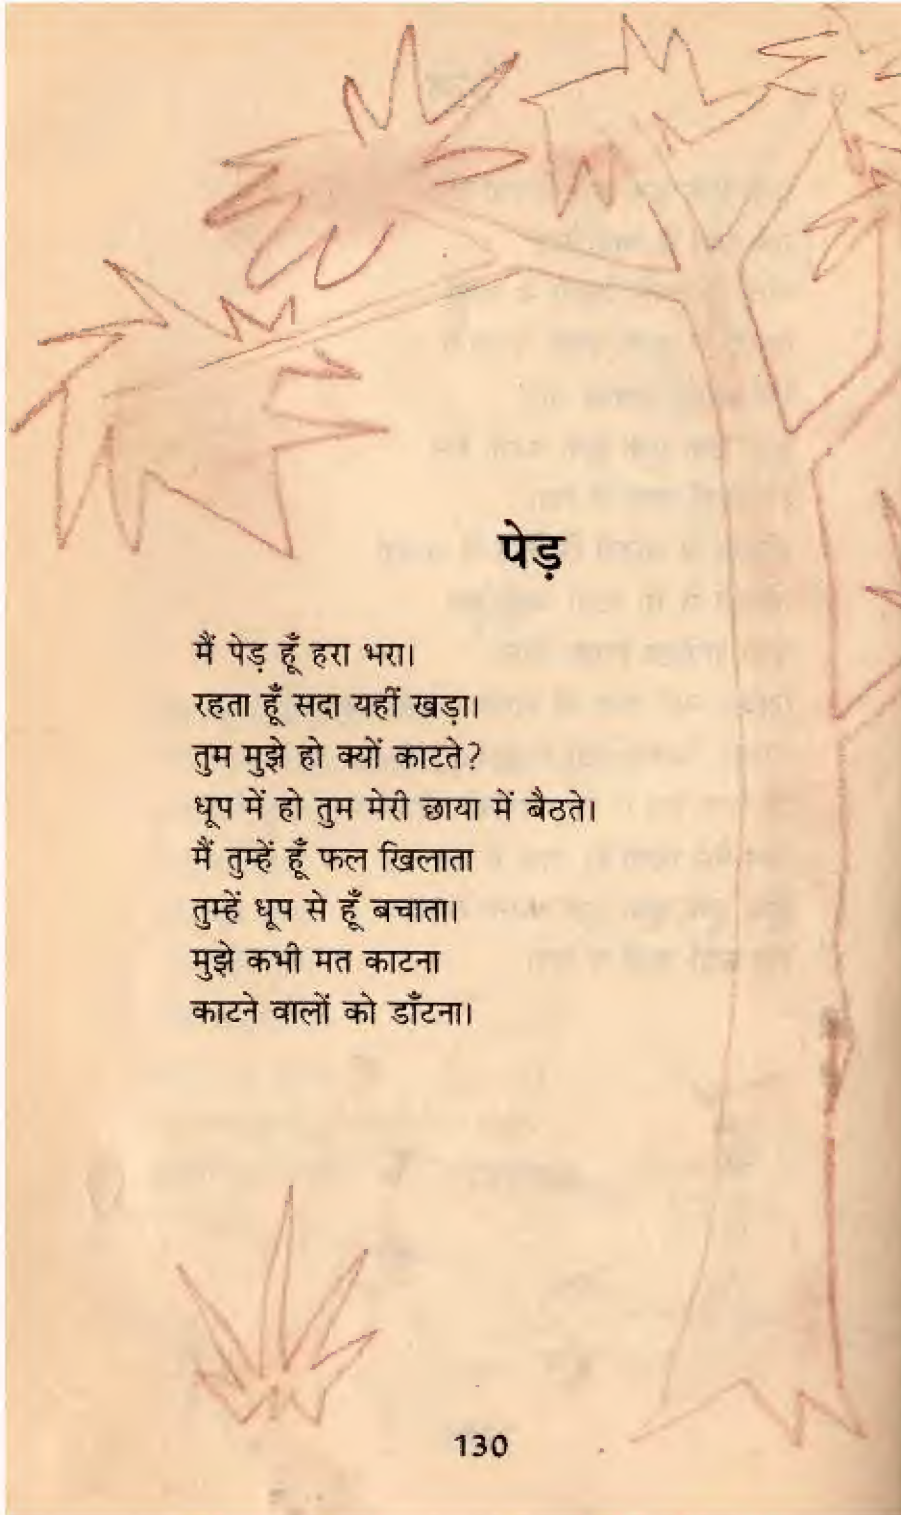 पेड़
मैं पेड़ हूँ हरा भरा।
रहता हूँ सदा यहीं खड़ा।
तुम मुझे हो क्यों काटते?
धूप में हो तुम मेरी छाया में बैठते।
मैं तुम्हें हूँ फल खिलाता
तुम्हें धूप से हूँ बचाता।
मुझे कभी मत काटना
काटने वालों को डाँटना।
130